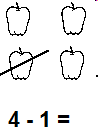 4 - 1 =